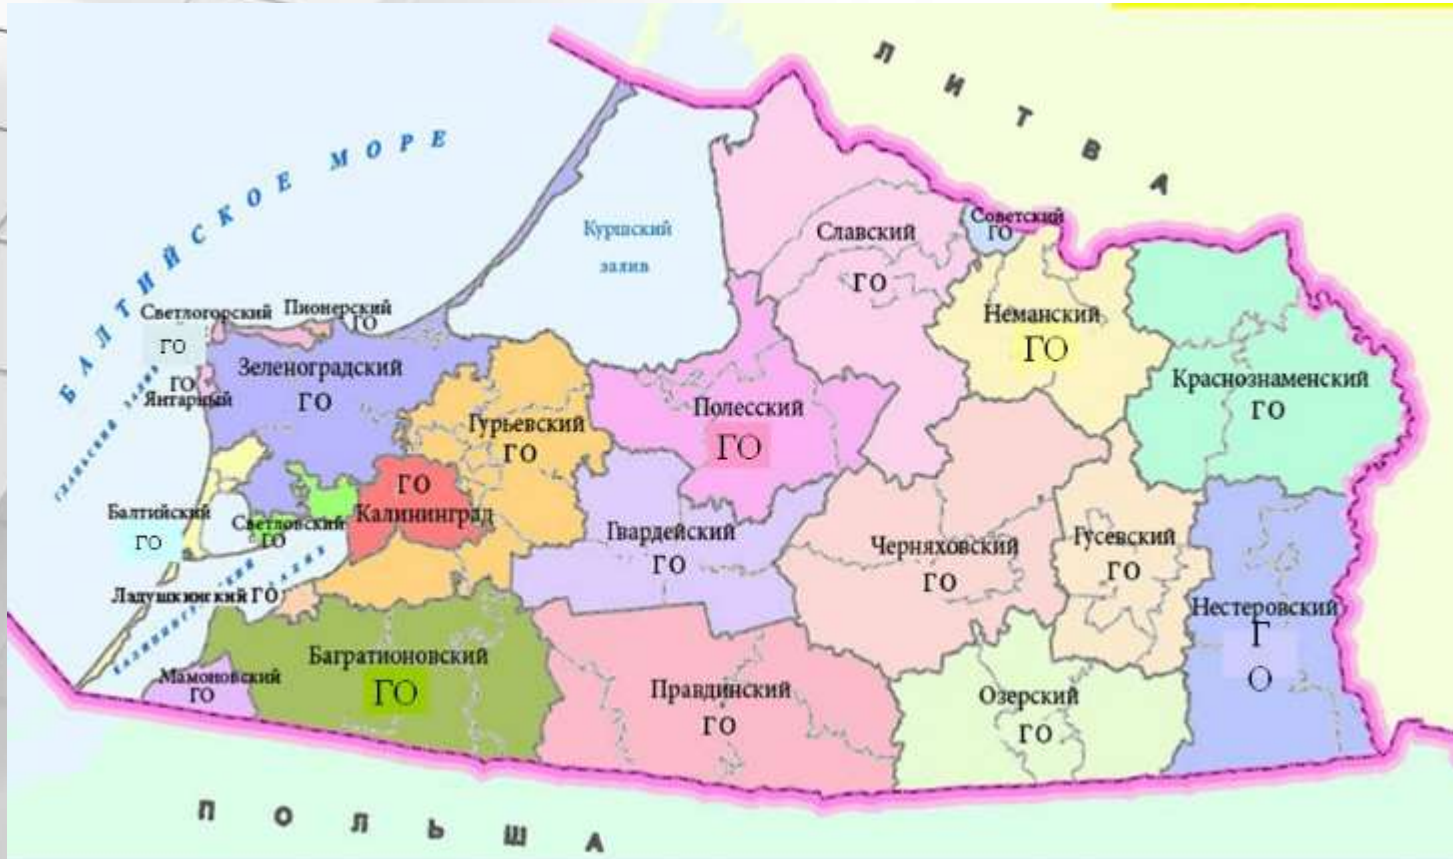 ЛИТВА
БАЛТИЙСКОЕ МОРЕ
Куршский
залив
Славский
ГО
Советский
ГО
Неманский
ГО
Краснознаменский
ГО
Светлогорский
ГО
Пионерский
ГО
Зеленоградский
ГО
ГО
Янтарный
Гурьевский
ГО
Полесский
ГО
ГО
Калининград
Балтийский
ГО
Светловский
ГО
Гвардейский
ГО
Черняховский
ГО
Гусевский
ГО
Нестеровский
Г
О
Ладушкинский ГО
Багратионовский
ГО
Мамоновский
ГО
Правдинский
ГО
Озерский
ГО
ПОЛЬША